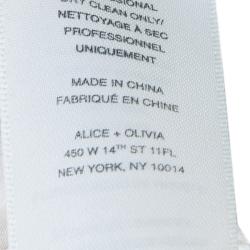 DRY CLEAN ONLY/
NETTOYAGE À SEC
PROFESSIONNEL
UNIQUEMENT
MADE IN CHINA
FABRIQUÉ EN CHINE
ALICE + OLIVIA
450 W 14TH ST 11FL
NEW YORK, NY 10014